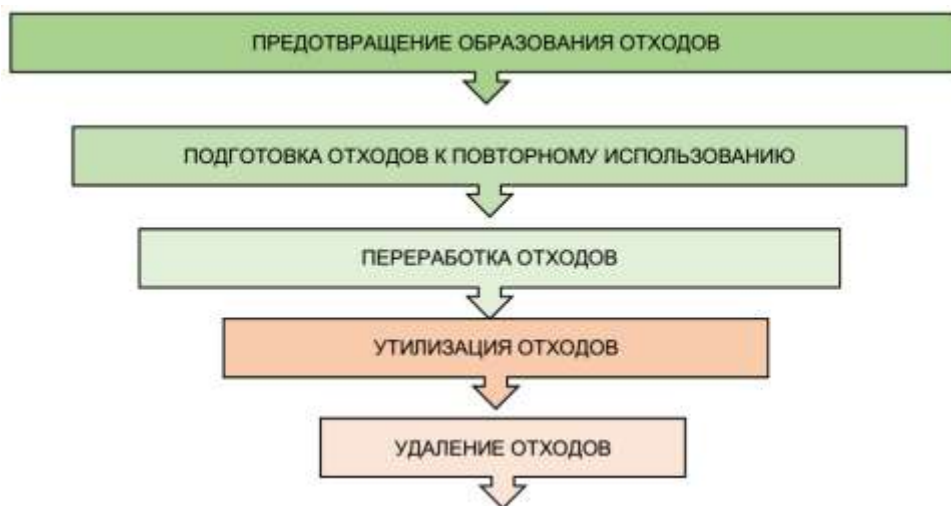 ПРЕДОТВРАЩЕНИЕ ОБРАЗОВАНИЯ ОТХОДОВ
ПОДГОТОВКА ОТХОДОВ К ПОВТОРНОМУ ИСПОЛЬЗОВАНИЮ
ПЕРЕРАБОТКА ОТХОДОВ
УТИЛИЗАЦИЯ ОТХОДОВ
УДАЛЕНИЕ ОТХОДОВ